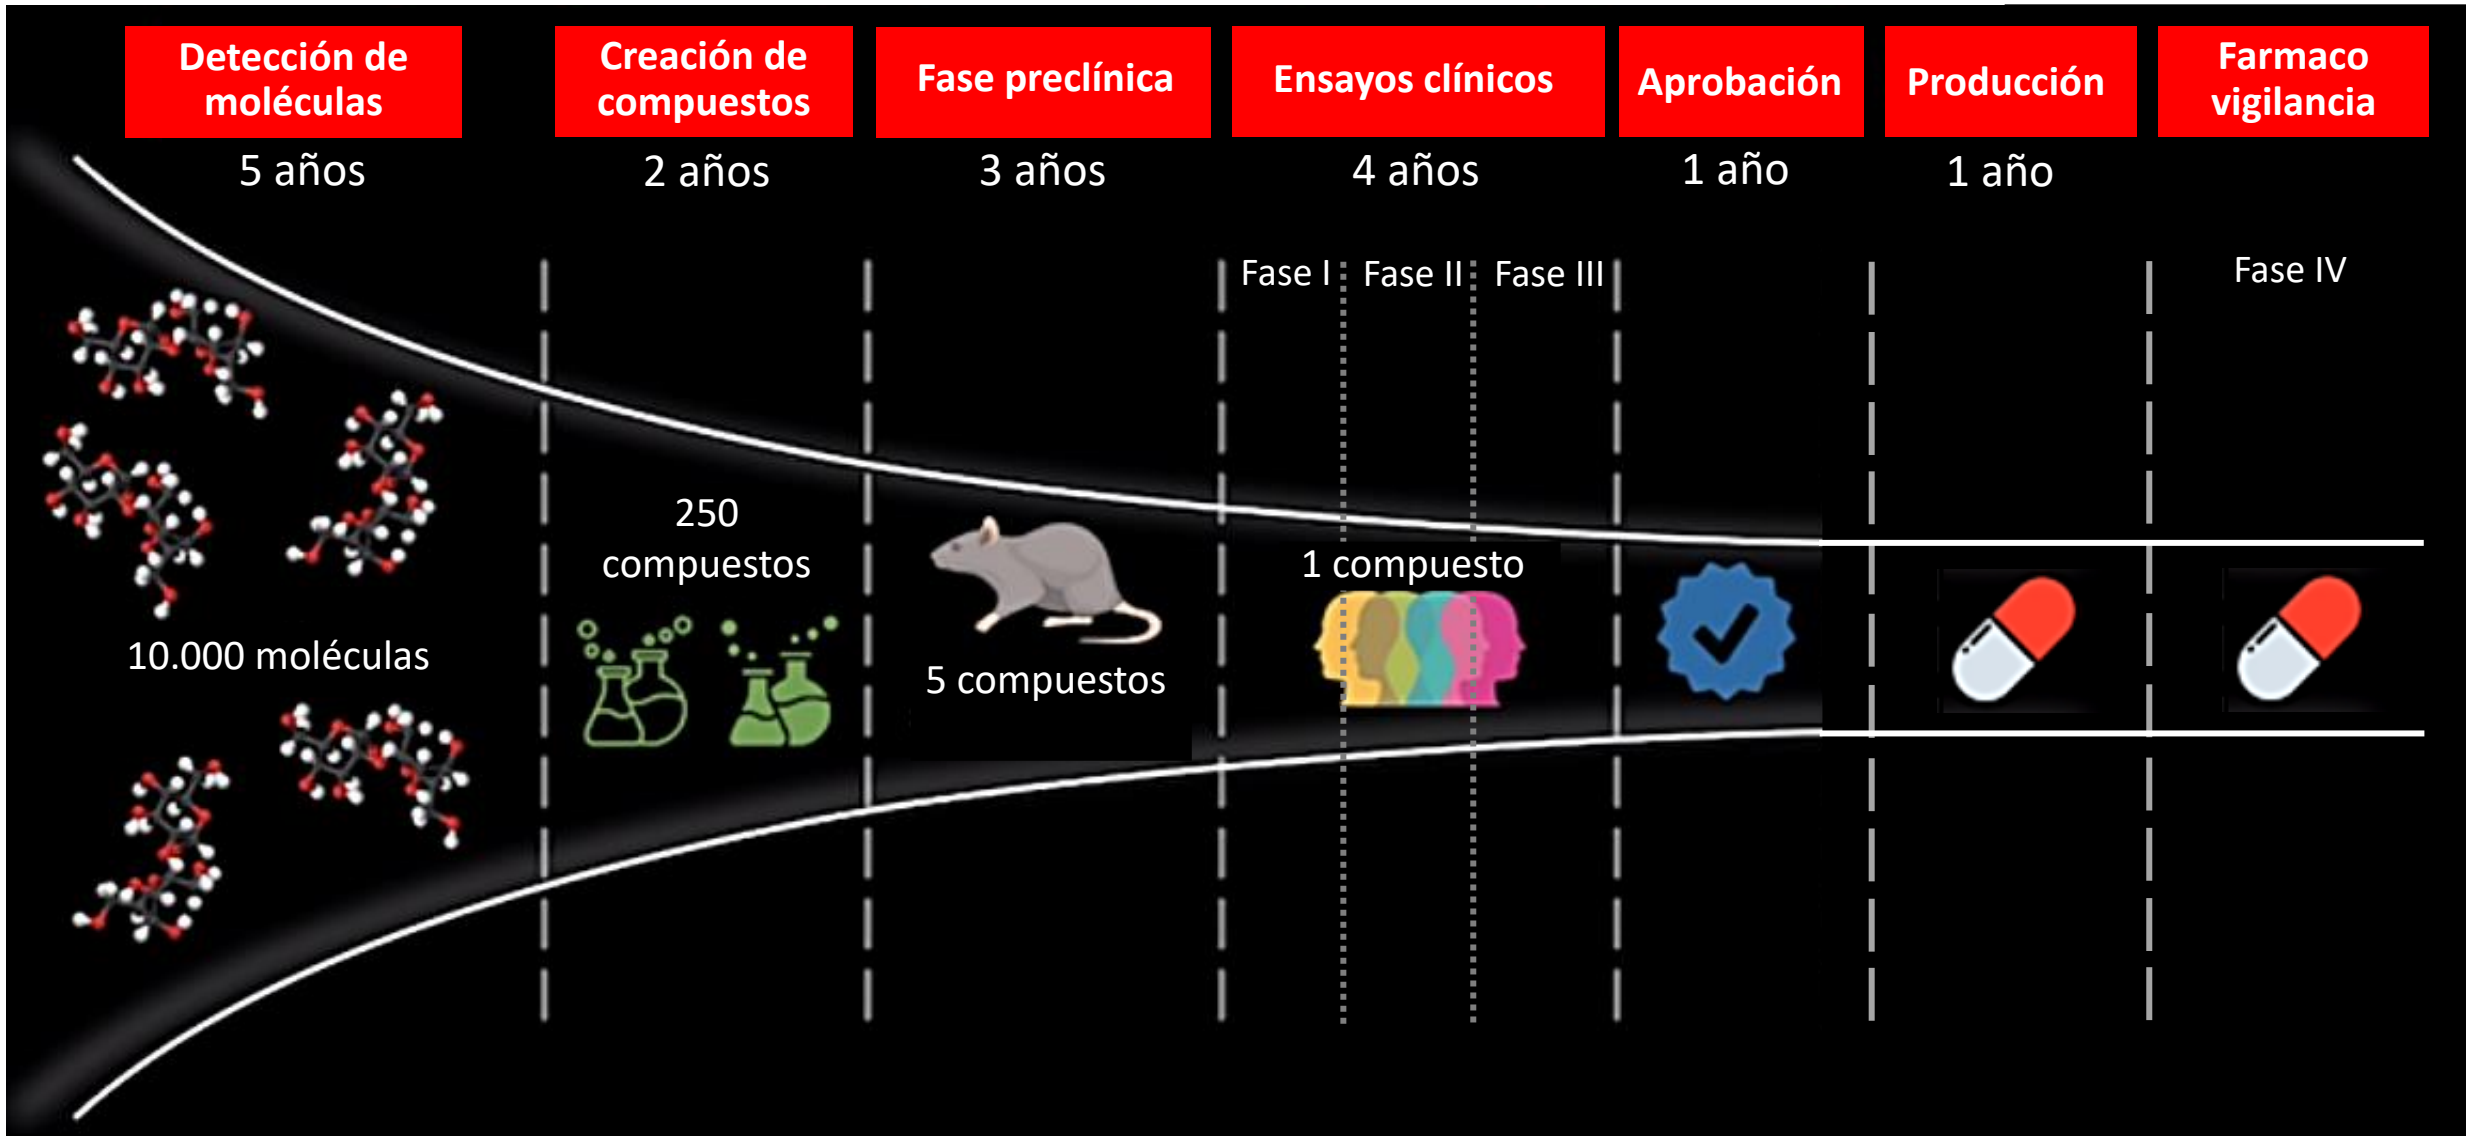 Detección de
moléculas
Creación de
compuestos
Fase preclínica
Ensayos clínicos
Aprobación
Producción
Farmaco
vigilancia
5 años
2 años
3 años
4 años
1 año
1 año
Fase I
Fase II
Fase III
Fase IV
10.000 moléculas
250
compuestos
5 compuestos
1 compuesto